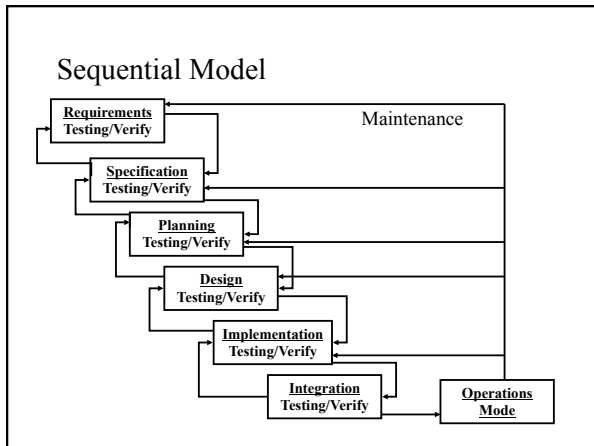 Sequential Model
Requirements
Testing/Verify
Maintenance
Specification
Testing/Verify
Planning
Testing/Verify
Design
Testing/Verify
Implementation
Testing/Verify
Integration
Testing/Verify
Operations
Mode